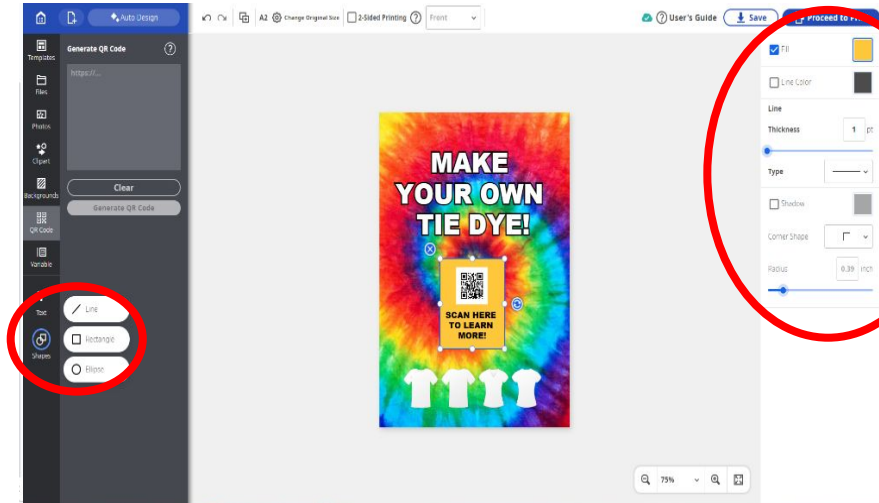 Auto Design
A2 Change Original Size 2-Sided Printing ? Front
? User's Guide Save Proceed to
Templates
Files
Photos
Clipart
Backgrounds
QR Code
Variable
Text
Shapes
Generate QR Code ?
https://...
Clear
Generate QR Code
Line
Rectangle
Ellipse
MAKE
YOUR OWN
TIE DYE!
SCAN HERE
TO LEARN
MORE!
75%
Fill
Line Color
Line
Thickness 1 pt
Type
Shadow
Corner Shape
Radius 0.39 inch